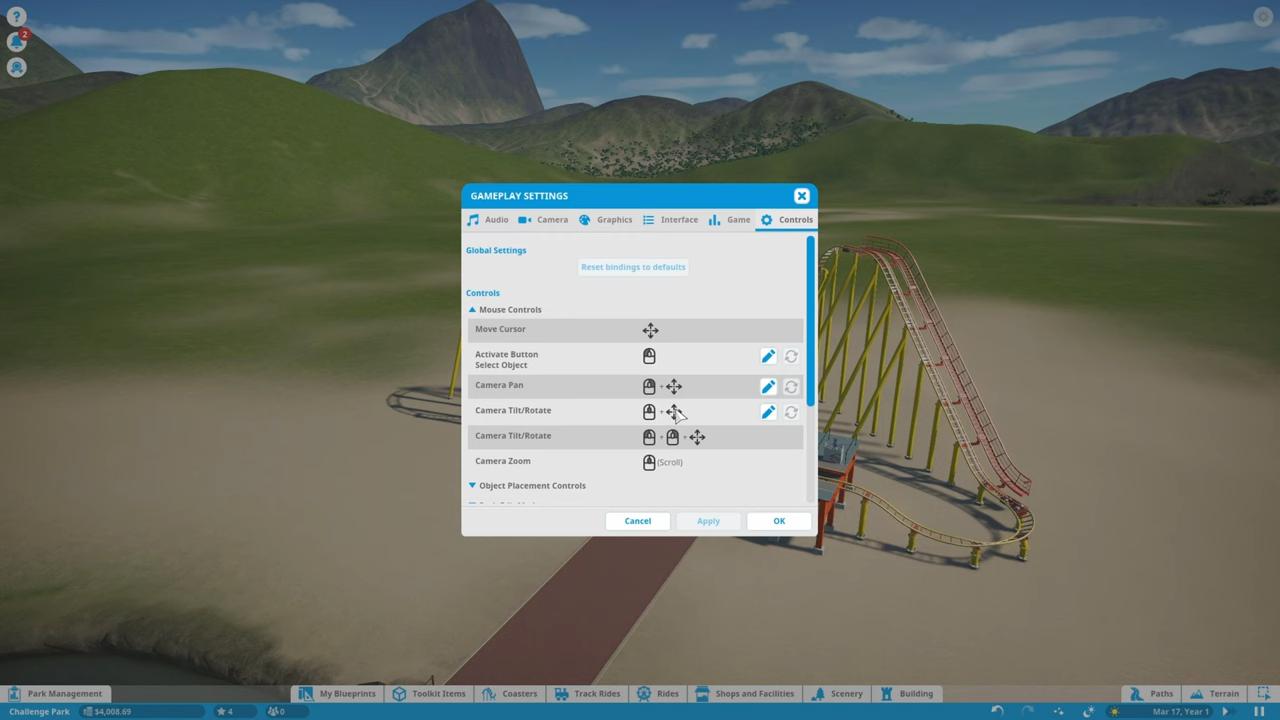 ?
2
GAMEPLAY SETTINGS
Audio
Camera
Graphics
Interface
Game
Controls
Global Settings
Reset bindings to defaults
Controls
Mouse Controls
Move Cursor
Activate Button
Select Object
Camera Pan
+
Camera Tilt/Rotate
+
Camera Tilt/Rotate
+ +
Camera Zoom
(Scroll)
Object Placement Controls
Cancel
Apply
OK
Park Management
My Blueprints
Toolkit Items
Coasters
Track Rides
Rides
Shops and Facilities
Scenery
Building
Paths
Terrain
Challenge Park
$4,008.69
4
0
Mar 17, Year 1